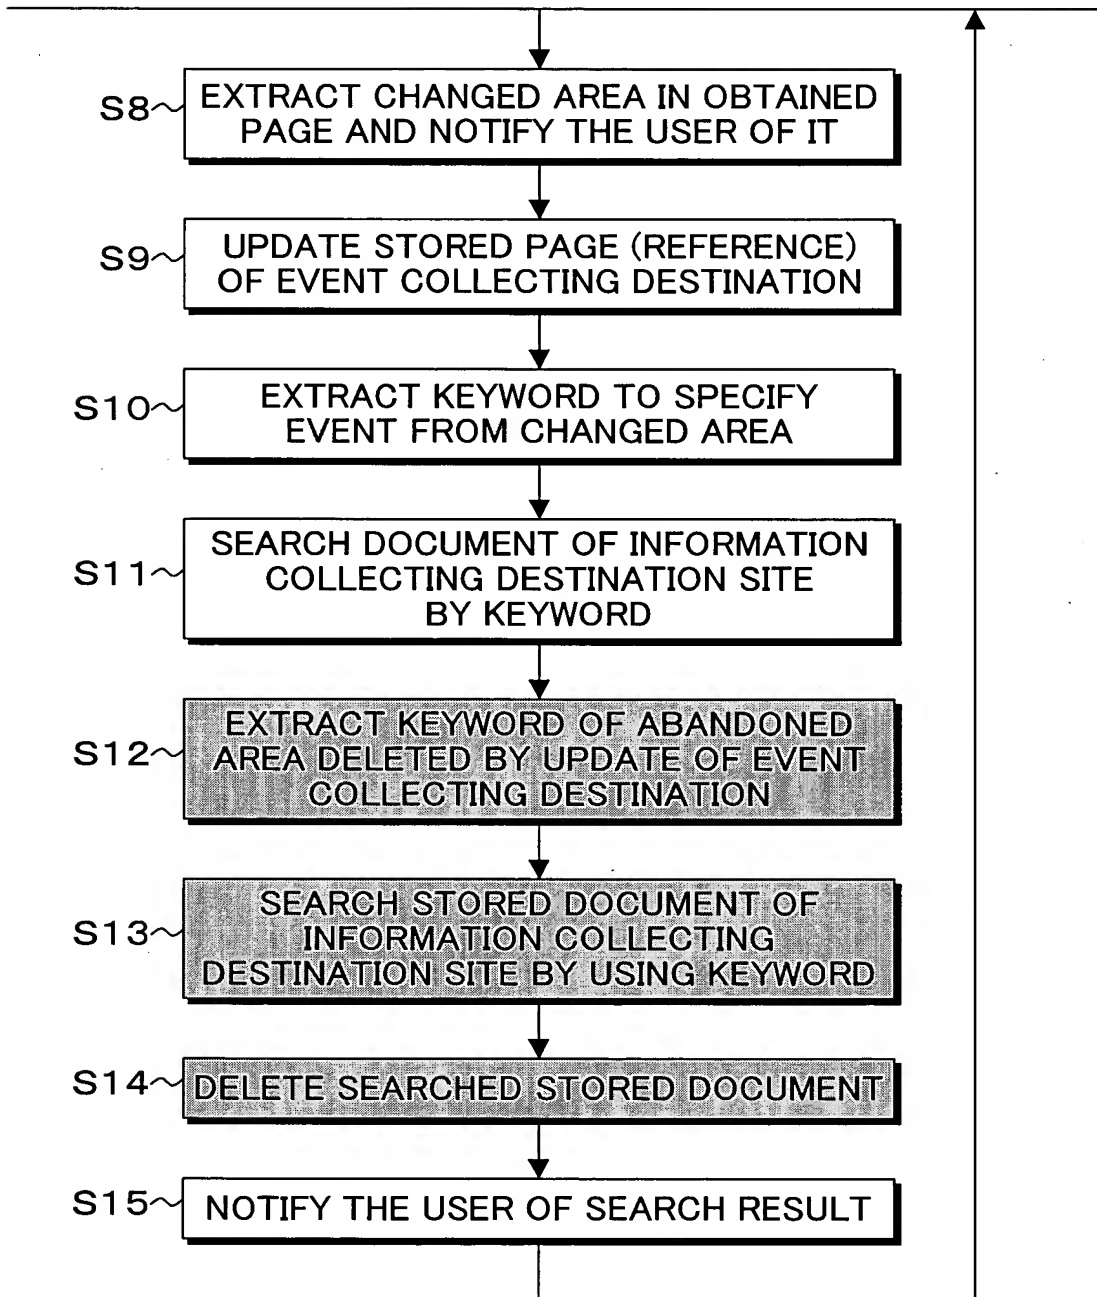 S8
EXTRACT CHANGED AREA IN OBTAINED
PAGE AND NOTIFY THE USER OF IT
S9
UPDATE STORED PAGE (REFERENCE)
OF EVENT COLLECTING DESTINATION
S10
EXTRACT KEYWORD TO SPECIFY
EVENT FROM CHANGED AREA
S11
SEARCH DOCUMENT OF INFORMATION
COLLECTING DESTINATION SITE
BY KEYWORD
S12
EXTRACT KEYWORD OF ABANDONED
AREA DELETED BY UPDATE OF EVENT
COLLECTING DESTINATION
S13
SEARCH STORED DOCUMENT OF
INFORMATION COLLECTING
DESTINATION SITE BY USING KEYWORD
S14
DELETE SEARCHED STORED DOCUMENT
S15
NOTIFY THE USER OF SEARCH RESULT